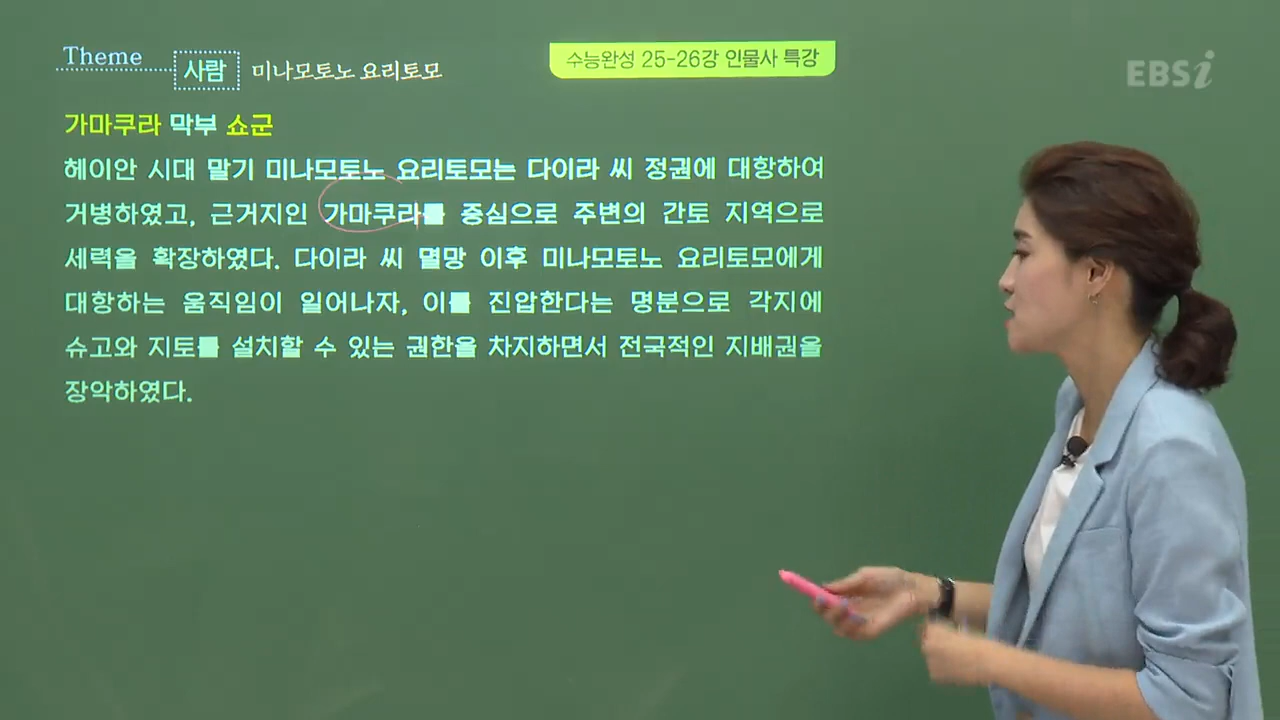 Theme
사람 미나모토노 요리토모
수능완성 25-26강 인물사 특강
EBSi
가마쿠라 막부 쇼군
헤이안 시대 말기 미나모토노 요리토모는 다이라 씨 정권에 대항하여
거병하였고, 근거지인 가마쿠라를 중심으로 주변의 간토 지역으로
세력을 확장하였다. 다이라 씨 멸망 이후 미나모토노 요리토모에게
대항하는 움직임이 일어나자, 이를 진압한다는 명분으로 각지에
슈고와 지토를 설치할 수 있는 권한을 차지하면서 전국적인 지배권을
장악하였다.